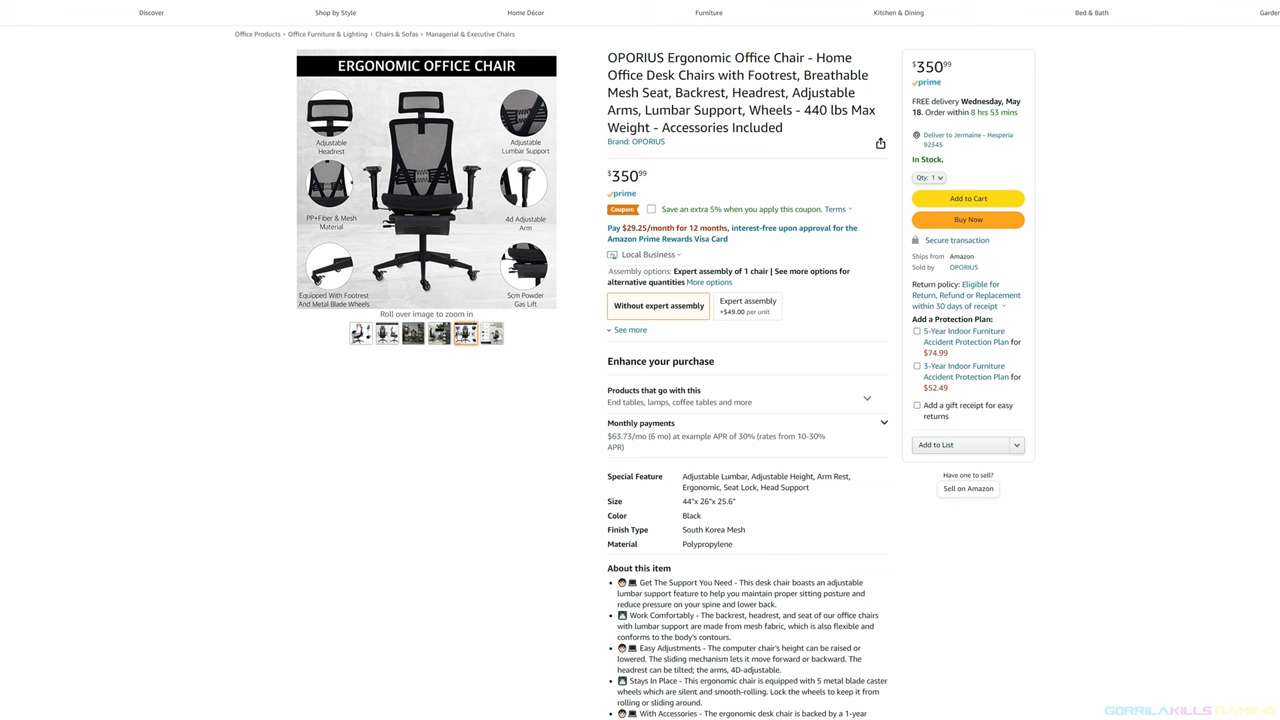 Discover
Shop by Style
Home Décor
Furniture
Kitchen & Dining
Bed & Bath
Garden
Office Products › Office Furniture & Lighting › Chairs & Sofas › Managerial & Executive Chairs
ERGONOMIC OFFICE CHAIR
Adjustable
Headrest
Adjustable
Lumbar Support
PP+Fiber & Mesh
Material
4d Adjustable
Arm
Equipped With Footrest
And Metal Blade Wheels
5cm Powder
Gas Lift
Roll over image to zoom in
OPORIUS Ergonomic Office Chair - Home
Office Desk Chairs with Footrest, Breathable
Mesh Seat, Backrest, Headrest, Adjustable
Arms, Lumbar Support, Wheels - 440 lbs Max
Weight - Accessories Included
Brand: OPORIUS
$350.99
prime
Coupon: Save an extra 5% when you apply this coupon. Terms
Pay $29.25/month for 12 months, interest-free upon approval for the
Amazon Prime Rewards Visa Card
Local Business
Assembly options: Expert assembly of 1 chair | See more options for
alternative quantities More options
Without expert assembly
Expert assembly
+$49.00 per unit
See more
Enhance your purchase
Products that go with this
End tables, lamps, coffee tables and more
Monthly payments
$63.73/mo (6 mo) at example APR of 30% (rates from 10-30%
APR)
Special Feature Adjustable Lumbar, Adjustable Height, Arm Rest,
Ergonomic, Seat Lock, Head Support
Size 44"x 26"x 25.6"
Color Black
Finish Type South Korea Mesh
Material Polypropylene
About this item
Get The Support You Need - This desk chair boasts an adjustable
lumbar support feature to help you maintain proper sitting posture and
reduce pressure on your spine and lower back.
Work Comfortably - The backrest, headrest, and seat of our office chairs
with lumbar support are made from mesh fabric, which is also flexible and
conforms to the body's contours.
Easy Adjustments - The computer chair's height can be raised or
lowered. The sliding mechanism lets it move forward or backward. The
headrest can be tilted; the arms, 4D-adjustable.
Stays In Place - This ergonomic chair is equipped with 5 metal blade caster
wheels which are silent and smooth-rolling. Lock the wheels to keep it from
rolling or sliding around.
With Accessories - The ergonomic desk chair is backed by a 1-year
$350.99
prime
FREE delivery Wednesday, May
18. Order within 8 hrs 53 mins
Deliver to Jermaine - Hesperia
92345
In Stock.
Qty: 1
Add to Cart
Buy Now
Secure transaction
Ships from Amazon
Sold by OPORIUS
Return policy: Eligible for
Return, Refund or Replacement
within 30 days of receipt
Add a Protection Plan:
5-Year Indoor Furniture
Accident Protection Plan for
$74.99
3-Year Indoor Furniture
Accident Protection Plan for
$52.49
Add a gift receipt for easy
returns
Add to List
Have one to sell?
Sell on Amazon
GORRILAKILLS GAMING